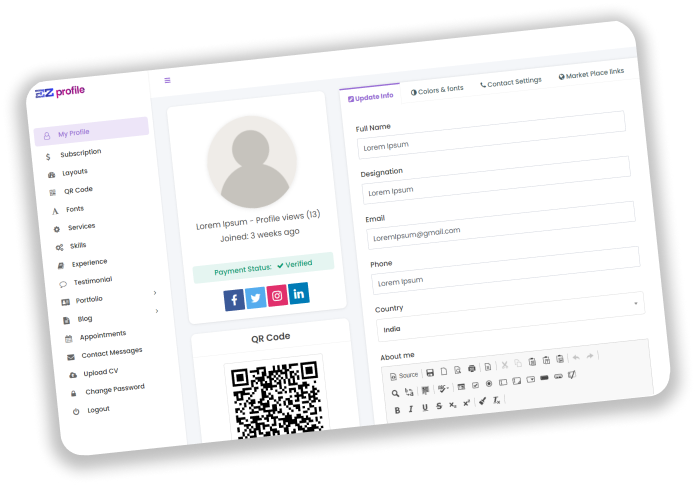 EZ profile
My Profile
Subscription
Layouts
QR Code
Fonts
Services
Skills
Experience
Testimonial
Portfolio
Blog
Appointments
Contact Messages
Upload CV
Change Password
Logout
Lorem Ipsum - Profile views (13)
Joined: 3 weeks ago
Payment Status: Verified
QR Code
Update Info
Colors & fonts
Contact Settings
Market Place links
Full Name
Lorem Ipsum
Designation
Lorem Ipsum
Email
LoremIpsum@gmail.com
Phone
Lorem Ipsum
Country
India
About me
Source